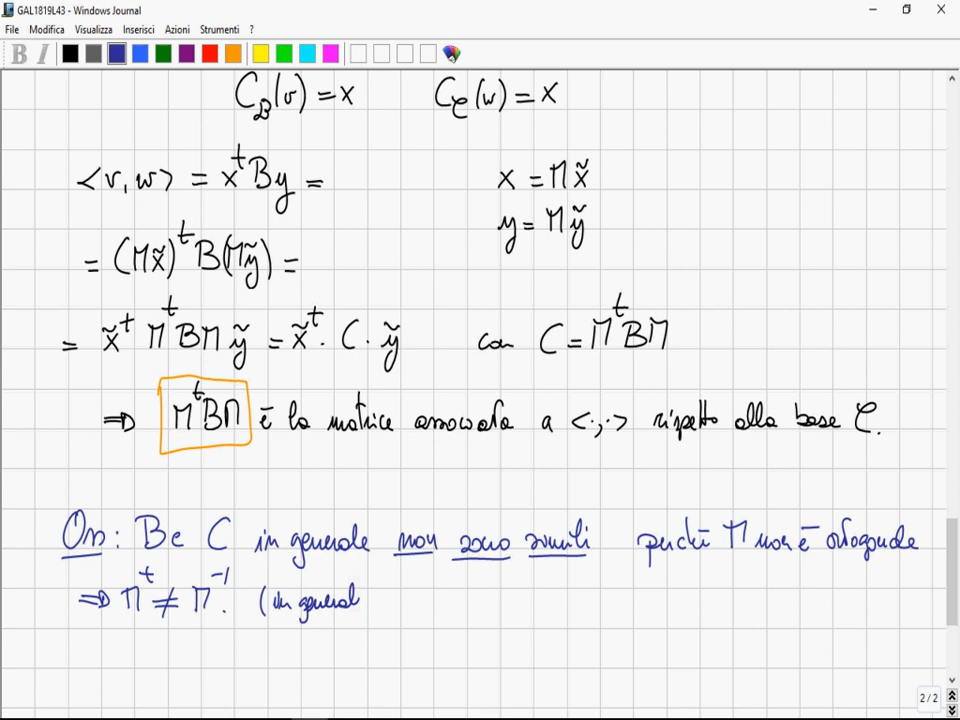 GAL1819L43 - Windows Journal
File Modifica Visualizza Inserisci Azioni Strumenti ?
B I
C_B(v) = x C_C(w) = x
<v, w> = x^t B y = x = M x̃
y = M ỹ
= (M x̃)^t B (M ỹ) =
= x̃^t M^t B M ỹ = x̃^t · C · ỹ con C = M^t B M
⇒ M^t B M è la matrice associata a <·,·> rispetto alla base C.
Oss: B e C in generale non sono simili perché M non è ortogonale
⇒ M^t ≠ M^-1. (in general
2 / 2